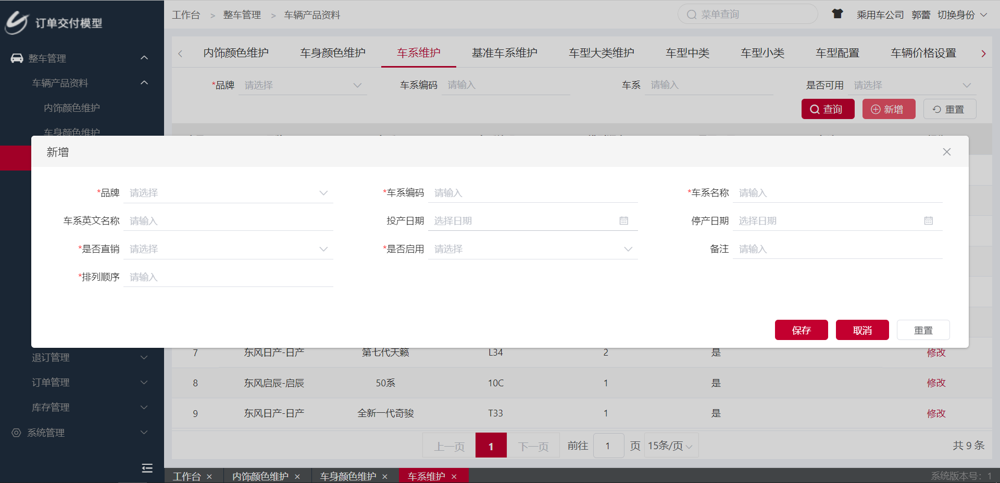 订单交付模型
工作台 > 整车管理 > 车辆产品资料
菜单查询
乘用车公司 郭蕾 切换身份
整车管理
车辆产品资料
内饰颜色维护
车身颜色维护
内饰颜色维护 车身颜色维护 车系维护 基准车系维护 车型大类维护 车型中类 车型小类 车型配置 车辆价格设置
*品牌 请选择 车系编码 请输入 车系 请输入 是否可用 请选择
查询 新增 重置
新增
*品牌 请选择 *车系编码 请输入 *车系名称 请输入
车系英文名称 请输入 投产日期 选择日期 停产日期 选择日期
*是否直销 请选择 *是否启用 请选择 备注 请输入
*排列顺序 请输入
保存 取消 重置
退订管理
订单管理
库存管理
系统管理
7 东风日产-日产 第七代天籁 L34 2 是 修改
8 东风启辰-启辰 50系 10C 1 是 修改
9 东风日产-日产 全新一代奇骏 T33 1 是 修改
上一页 1 下一页 前往 1 页 15条/页 共 9 条
工作台 × 内饰颜色维护 × 车身颜色维护 × 车系维护 ×
系统版本号：1